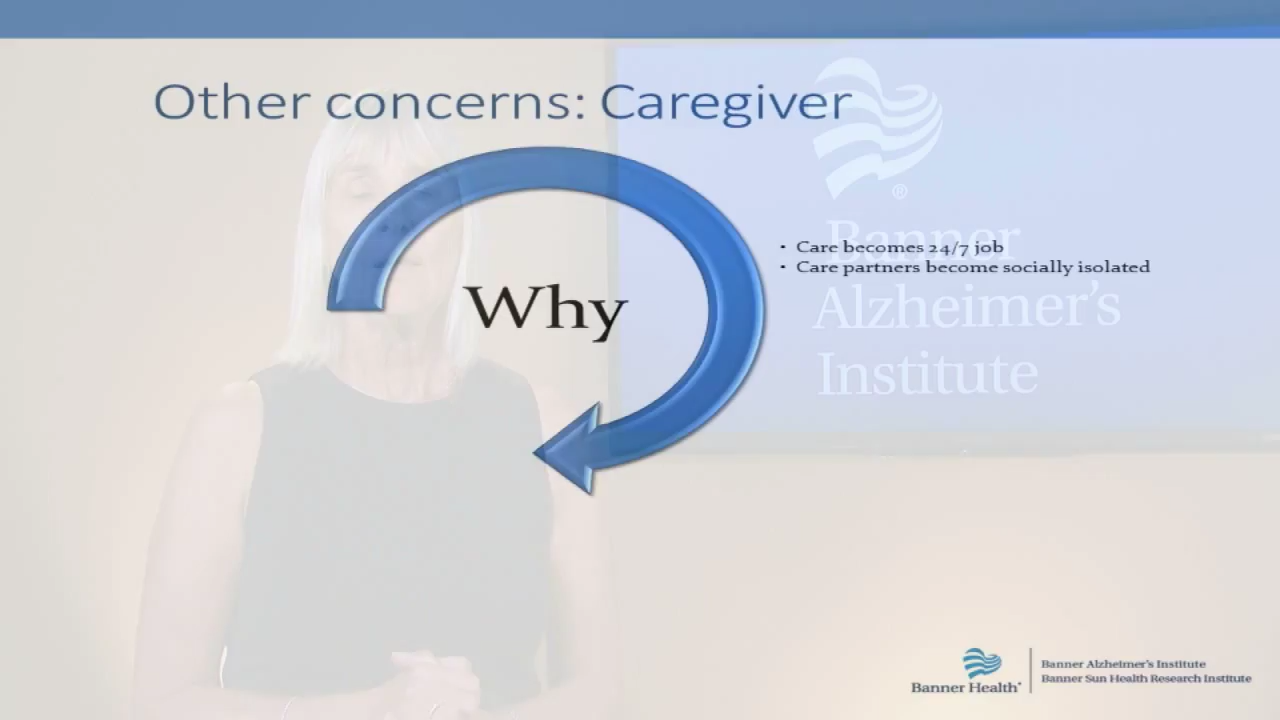 Other concerns: Caregiver
®
Banner
Alzheimer's
Institute
Why
• Care becomes 24/7 job
• Care partners become socially isolated
Banner Health®
Banner Alzheimer's Institute
Banner Sun Health Research Institute